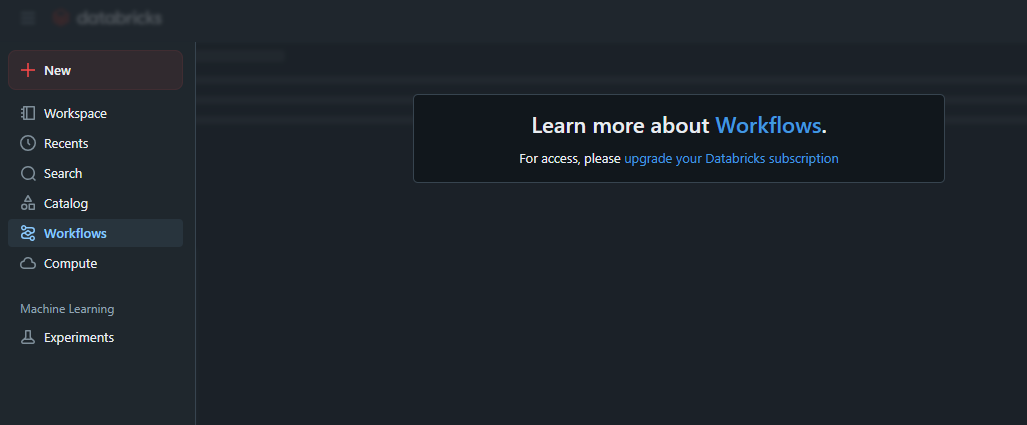 databricks
New
Workspace
Recents
Search
Catalog
Workflows
Compute
Machine Learning
Experiments
Learn more about Workflows.
For access, please upgrade your Databricks subscription